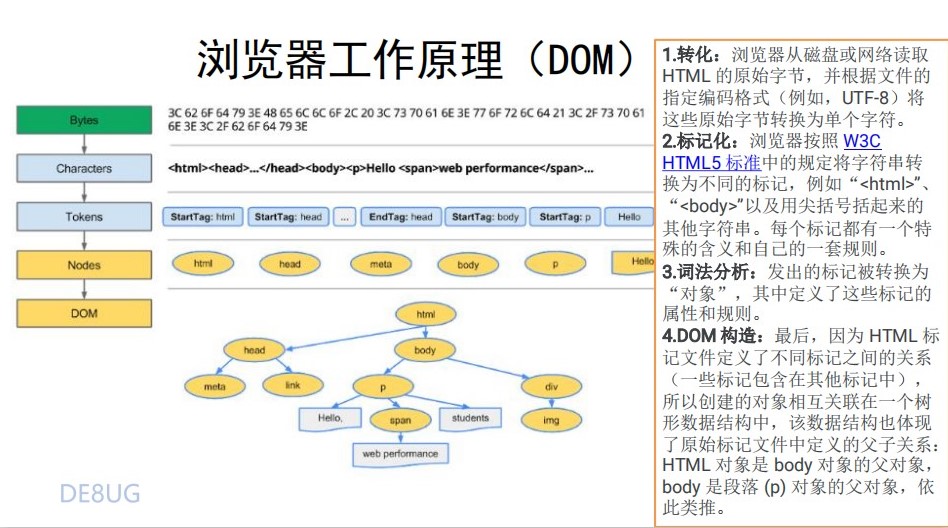 浏览器工作原理（DOM）
Bytes
3C 62 6F 64 79 3E 48 65 6C 6C 6F 2C 20 3C 73 70 61 6E 3E 77 6F 72 6C 64 21 3C 2F 73 70 61
6E 3E 3C 2F 62 6F 64 79 3E
Characters
<html><head>...</head><body><p>Hello <span>web performance</span>...
Tokens
StartTag: html StartTag: head ... EndTag: head StartTag: body StartTag: p Hello
Nodes
html head meta body p Hello
DOM
html
head body
meta link p div
Hello, span students img
web performance
DE8UG
1.转化：浏览器从磁盘或网络读取
HTML 的原始字节，并根据文件的
指定编码格式（例如，UTF-8）将
这些原始字节转换为单个字符。
2.标记化：浏览器按照 W3C
HTML5 标准中的规定将字符串转
换为不同的标记，例如“<html>”、
“<body>”以及用尖括号括起来的
其他字符串。每个标记都有一个特
殊的含义和自己的一套规则。
3.词法分析：发出的标记被转换为
“对象”，其中定义了这些标记的
属性和规则。
4.DOM 构造：最后，因为 HTML 标
记文件定义了不同标记之间的关系
（一些标记包含在其他标记中），
所以创建的对象相互关联在一个树
形数据结构中，该数据结构也体现
了原始标记文件中定义的父子关系：
HTML 对象是 body 对象的父对象，
body 是段落 (p) 对象的父对象，依
此类推。